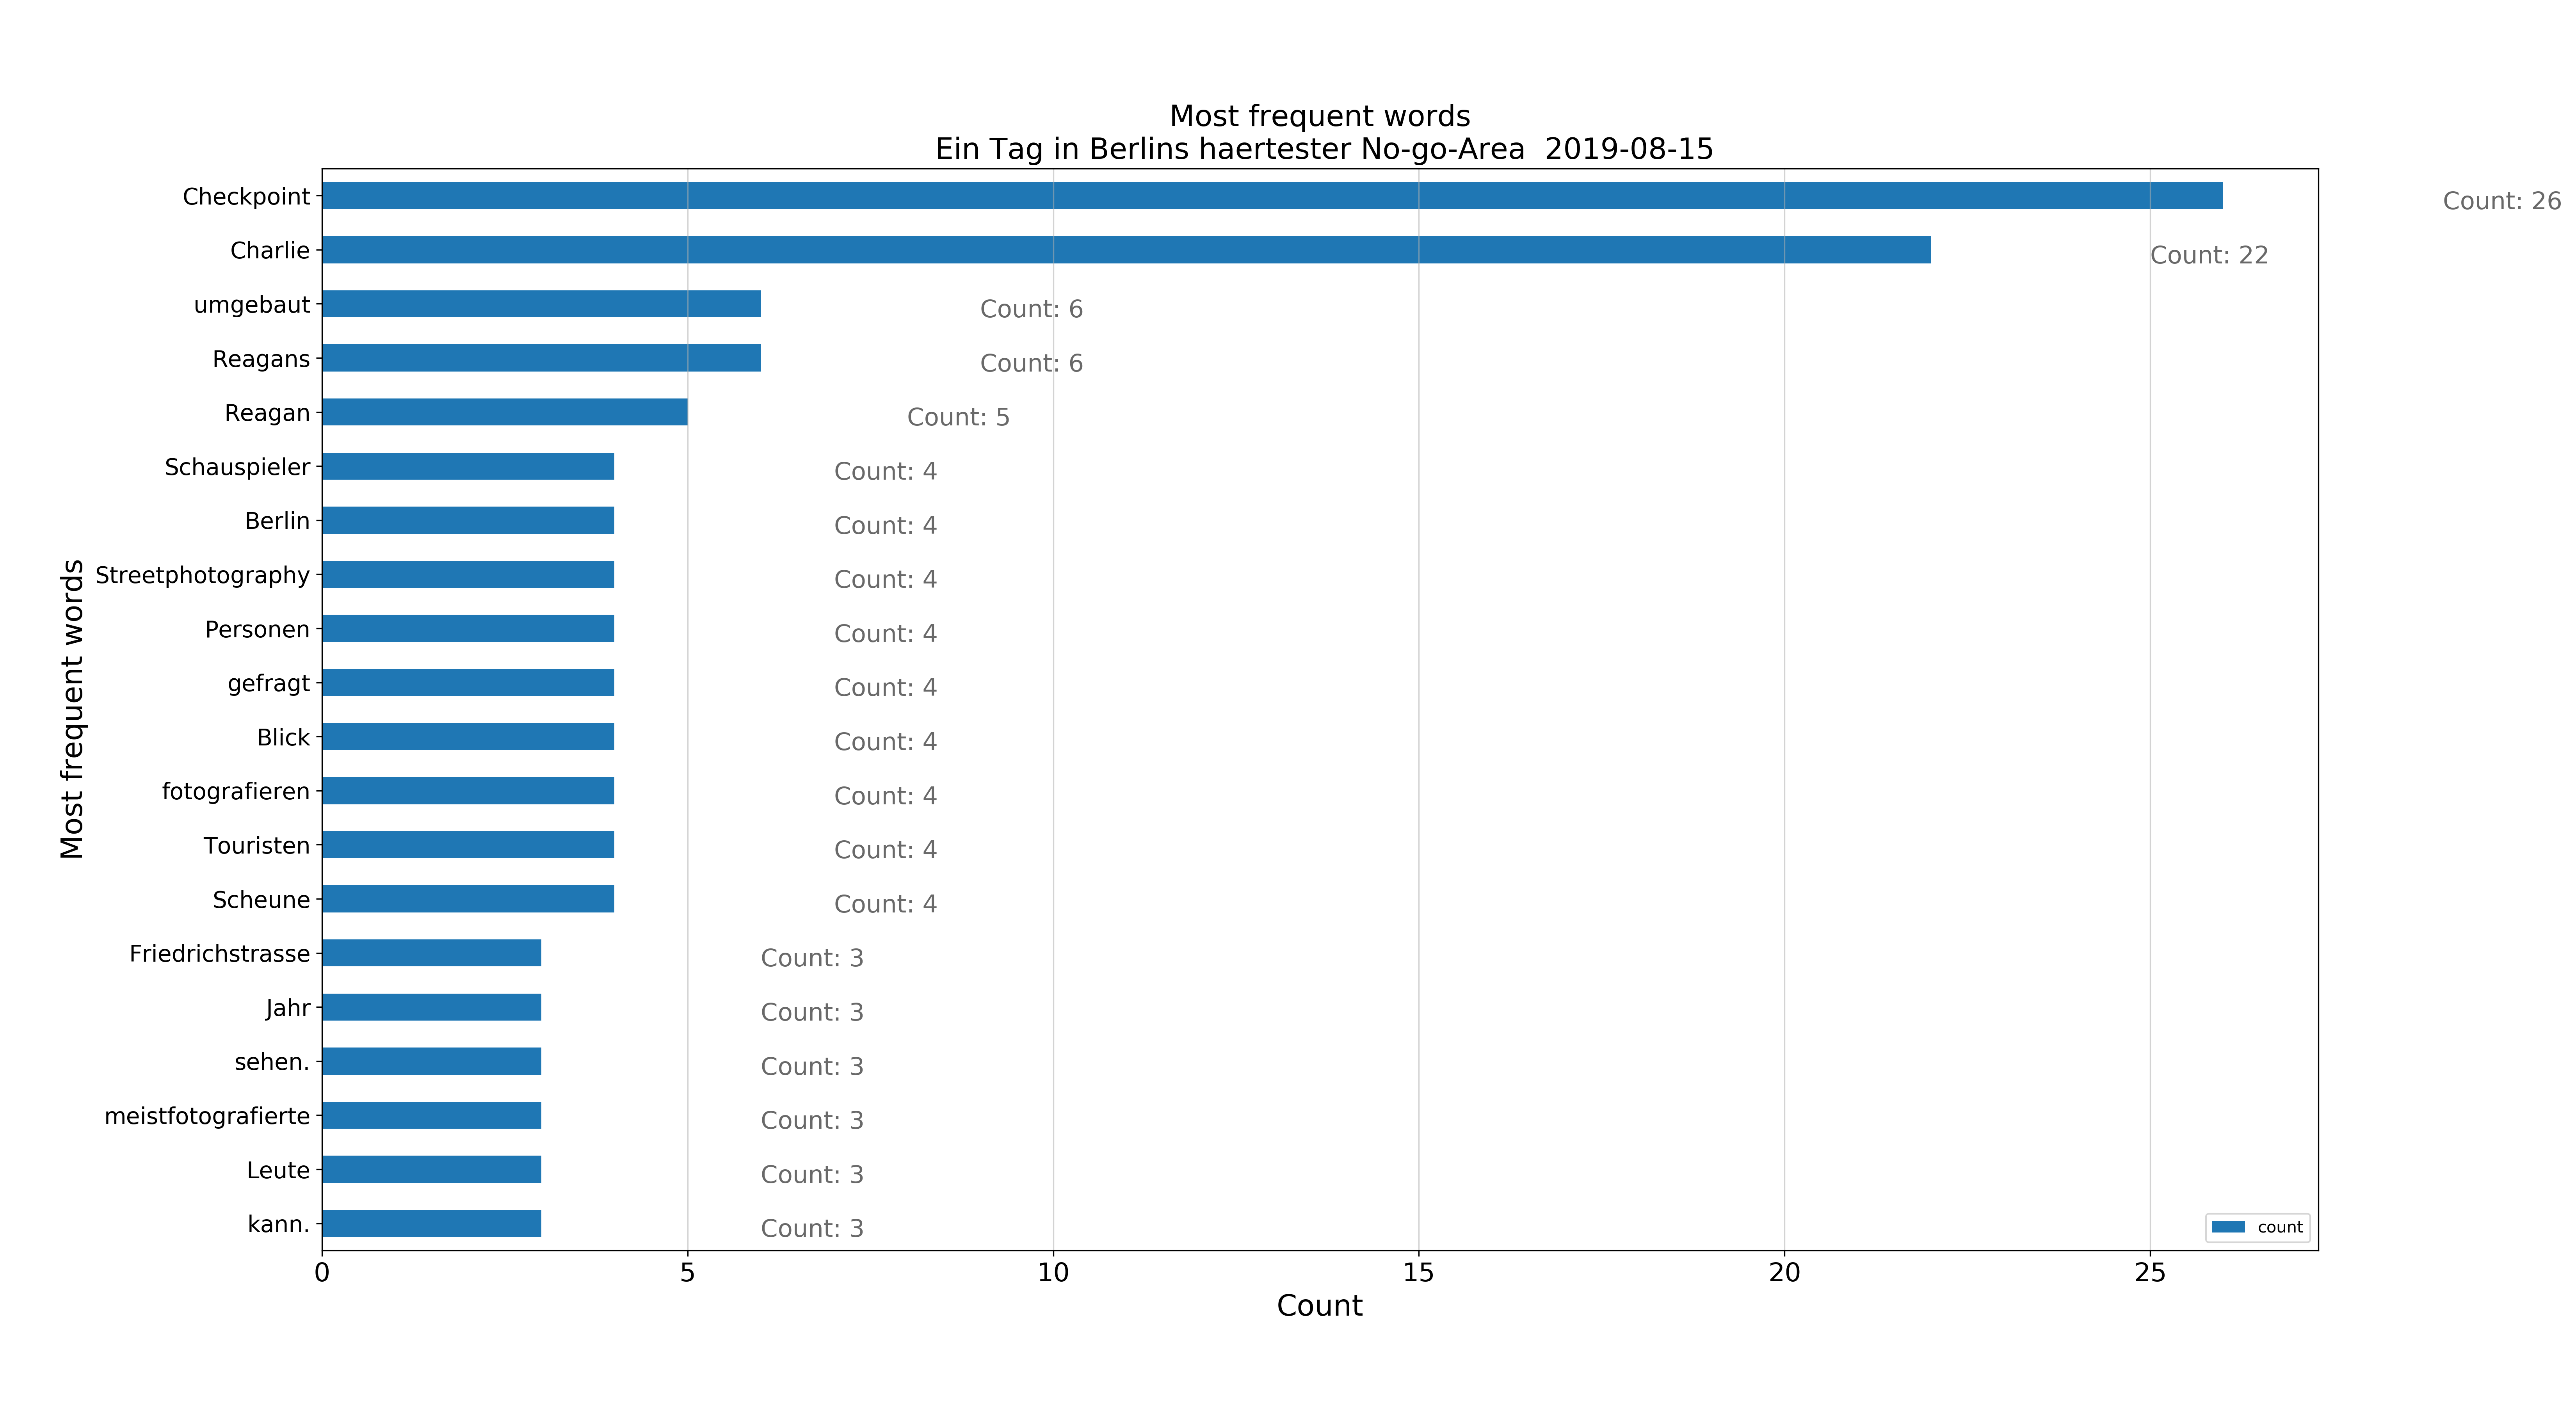 Most frequent words
Ein Tag in Berlins haertester No-go-Area  2019-08-15
Most frequent words
Checkpoint Count: 26
Charlie Count: 22
umgebaut Count: 6
Reagans Count: 6
Reagan Count: 5
Schauspieler Count: 4
Berlin Count: 4
Streetphotography Count: 4
Personen Count: 4
gefragt Count: 4
Blick Count: 4
fotografieren Count: 4
Touristen Count: 4
Scheune Count: 4
Friedrichstrasse Count: 3
Jahr Count: 3
sehen. Count: 3
meistfotografierte Count: 3
Leute Count: 3
kann. Count: 3
count
0 5 10 15 20 25
Count